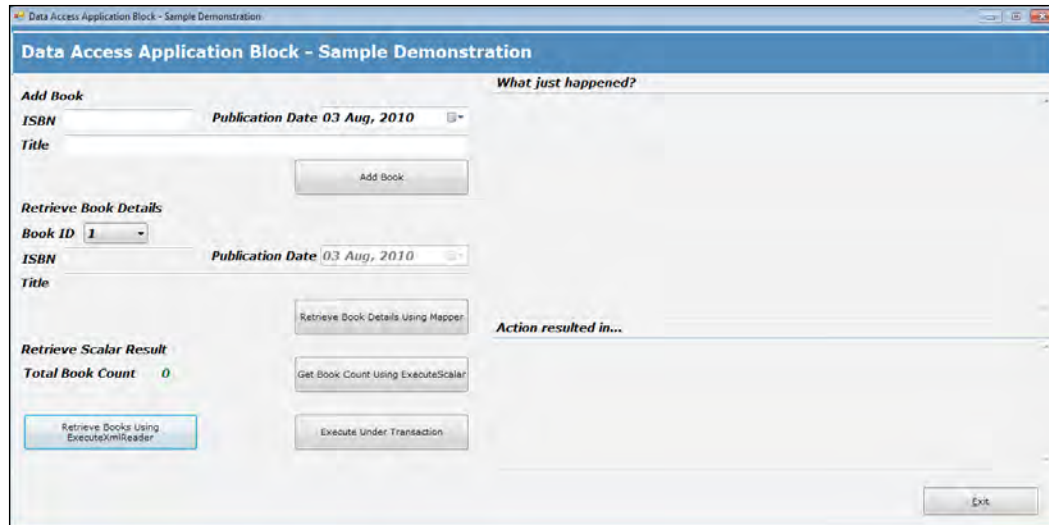 Data Access Application Block - Sample Demonstration
Data Access Application Block - Sample Demonstration
Add Book
ISBN
Publication Date 03 Aug, 2010
Title
Add Book
Retrieve Book Details
Book ID 1
ISBN
Publication Date 03 Aug, 2010
Title
Retrieve Book Details Using Mapper
Retrieve Scalar Result
Total Book Count 0
Get Book Count Using ExecuteScalar
Retrieve Books Using
ExecuteXmlReader
Execute Under Transaction
What just happened?
Action resulted in...
Exit